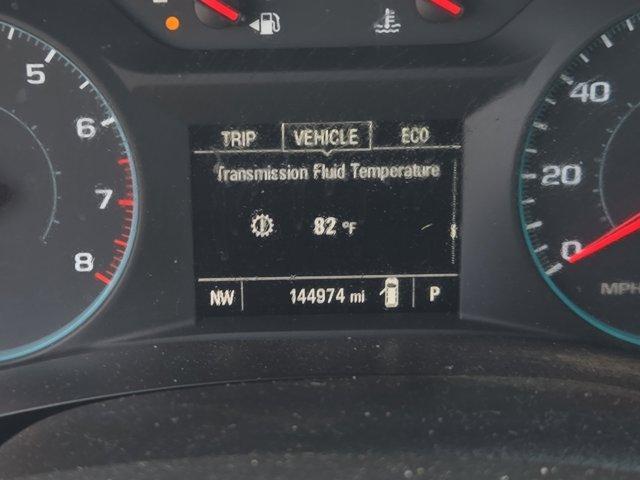 TRIP VEHICLE ECO
Transmission Fluid Temperature
82 °F
NW 144974 mi P
5
6
7
8
40
20
0
MPH